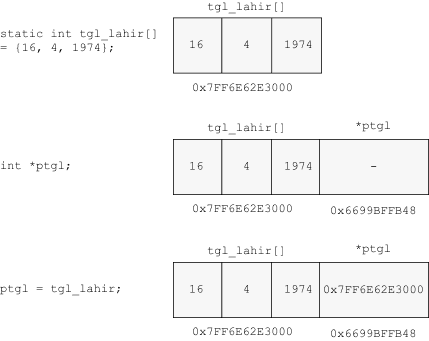 tgl_lahir[]
static int tgl_lahir[]
= {16, 4, 1974};
16 4 1974
0x7FF6E62E3000
tgl_lahir[] *ptgl
int *ptgl;
16 4 1974 -
0x7FF6E62E3000 0x6699BFFB48
tgl_lahir[] *ptgl
ptgl = tgl_lahir;
16 4 1974 0x7FF6E62E3000
0x7FF6E62E3000 0x6699BFFB48